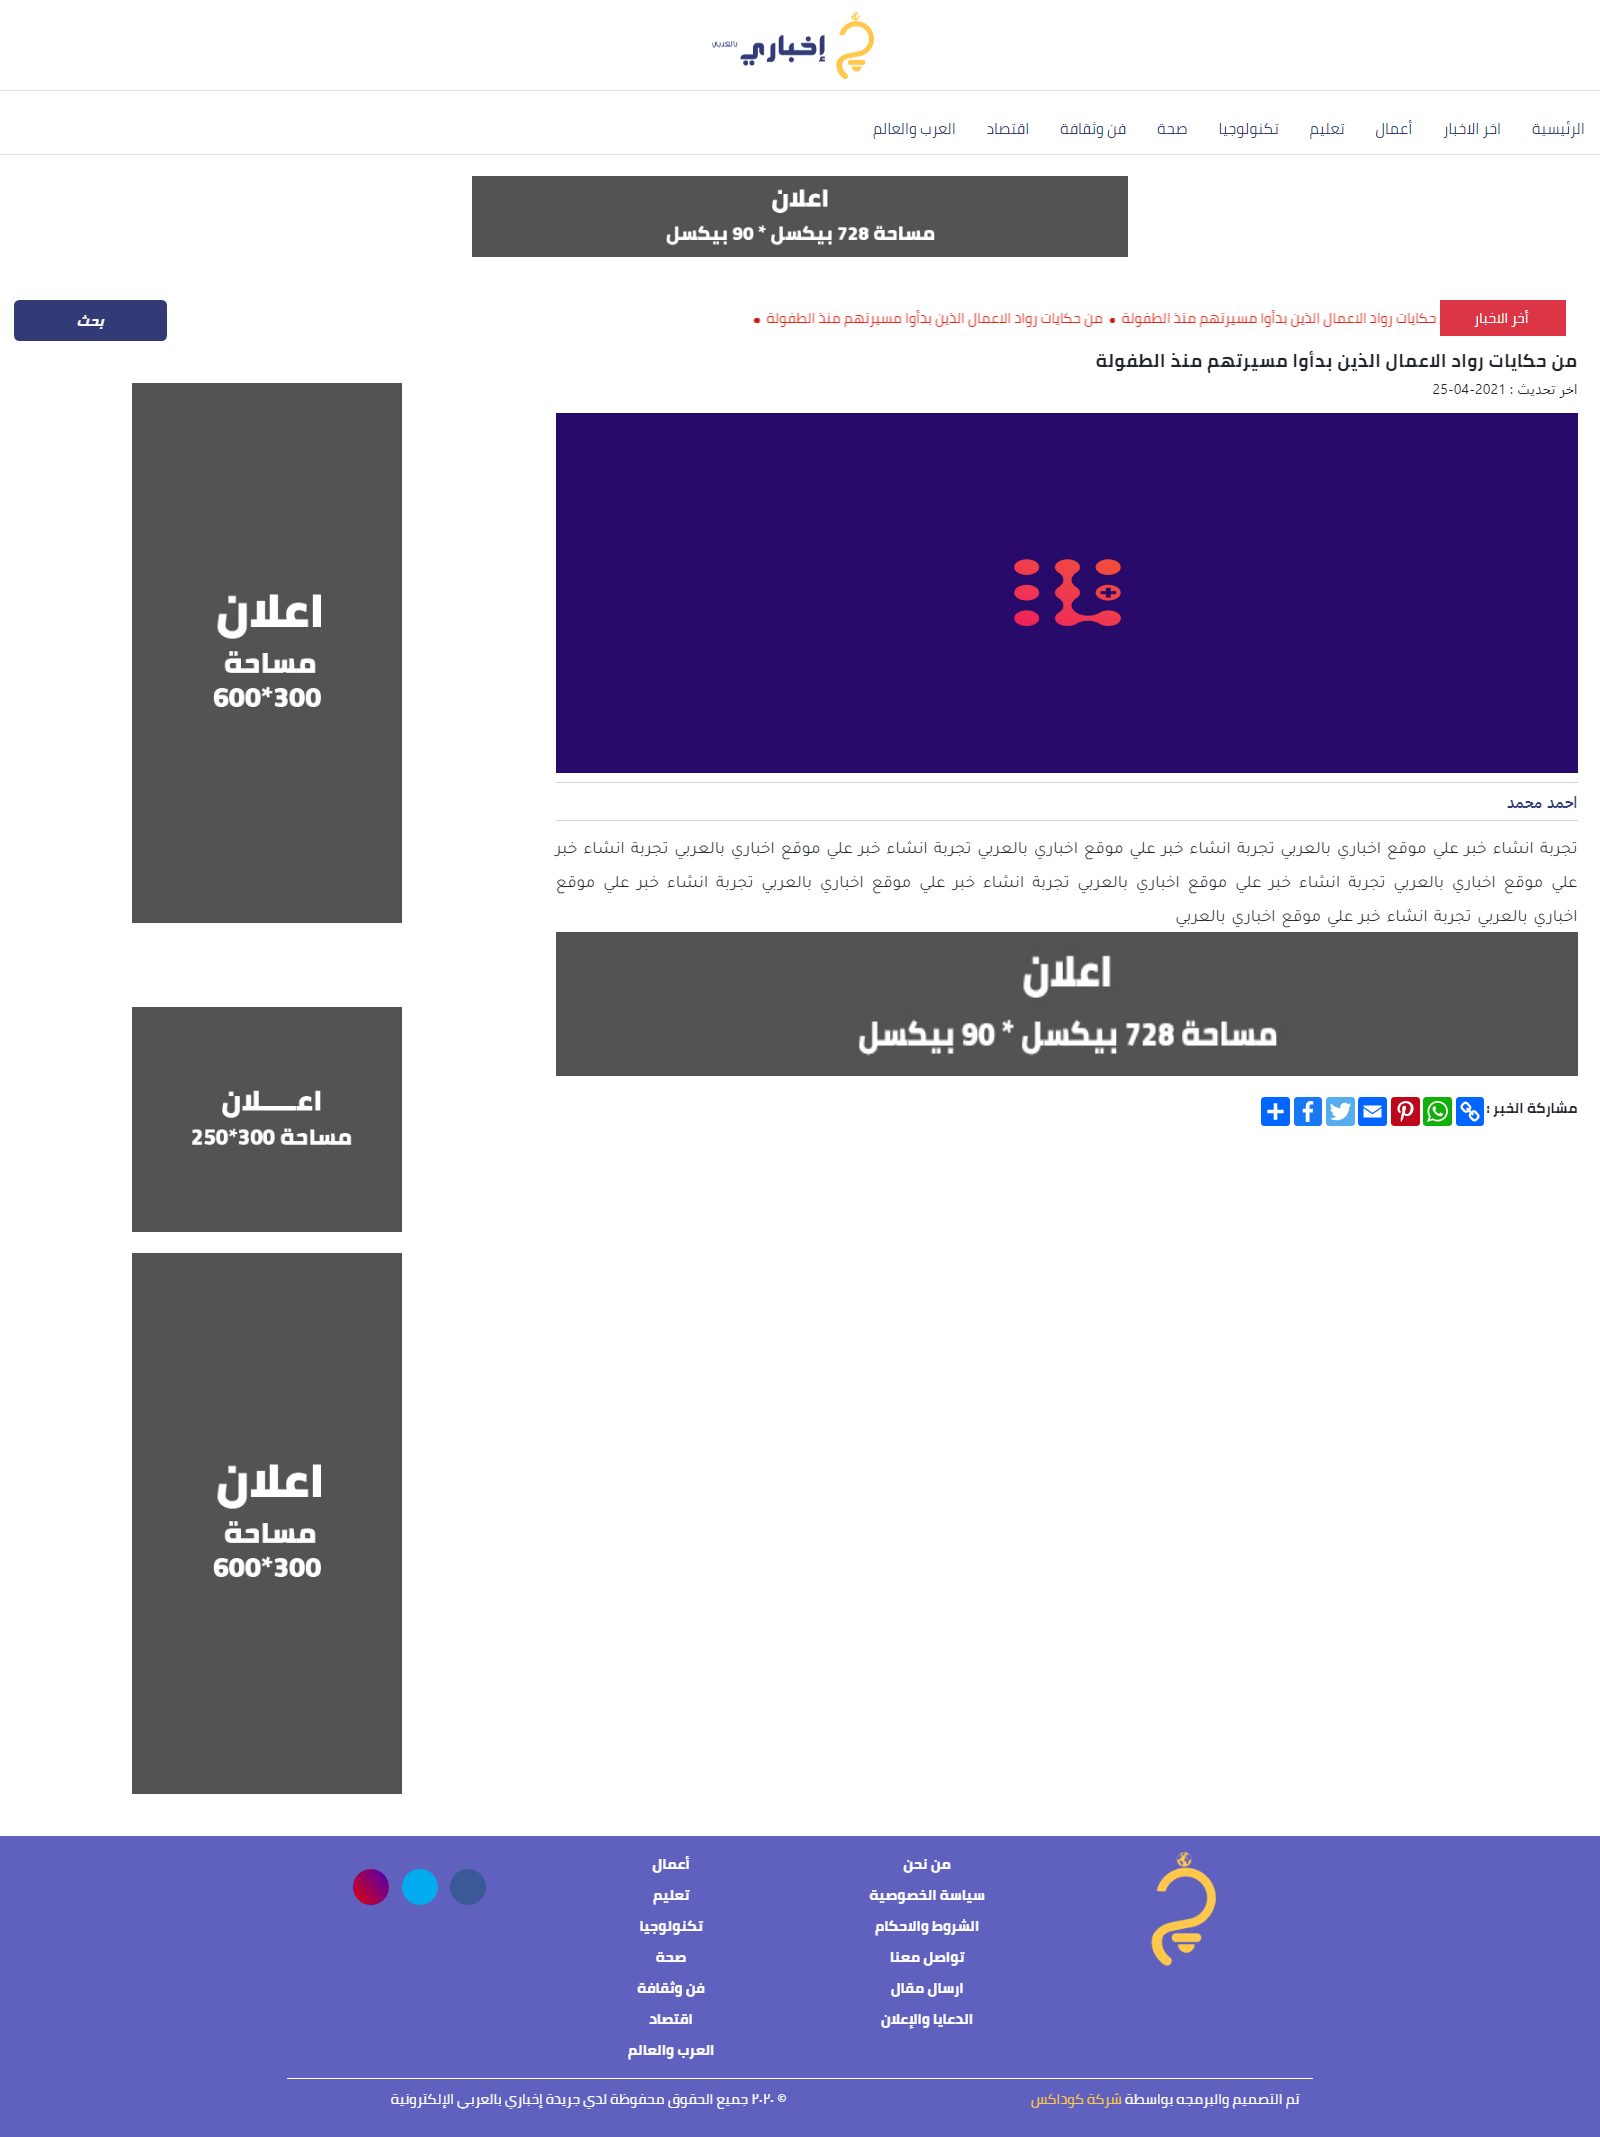 إخباري بالعربي
الرئيسية
اخر الاخبار
أعمال
تعليم
تكنولوجيا
صحة
فن وثقافة
اقتصاد
العرب والعالم
اعلان
مساحة 728 بيكسل * 90 بيكسل
أخر الاخبار
حكايات رواد الاعمال الذين بدأوا مسيرتهم منذ الطفولة ● من حكايات رواد الاعمال الذين بدأوا مسيرتهم منذ الطفولة ●
بحث
من حكايات رواد الاعمال الذين بدأوا مسيرتهم منذ الطفولة
اخر تحديث : 2021-04-25
احمد محمد
تجربة انشاء خبر علي موقع اخباري بالعربي تجربة انشاء خبر علي موقع اخباري بالعربي تجربة انشاء خبر علي موقع اخباري بالعربي تجربة انشاء خبر
علي موقع اخباري بالعربي تجربة انشاء خبر علي موقع اخباري بالعربي تجربة انشاء خبر علي موقع اخباري بالعربي تجربة انشاء خبر علي موقع
اخباري بالعربي تجربة انشاء خبر علي موقع اخباري بالعربي
اعلان
مساحة 728 بيكسل * 90 بيكسل
مشاركة الخبر :
اعلان
مساحة
300*600
اعـــلان
مساحة 300*250
اعلان
مساحة
300*600
من نحن
سياسة الخصوصية
الشروط والاحكام
تواصل معنا
ارسال مقال
الدعايا والإعلان
أعمال
تعليم
تكنولوجيا
صحة
فن وثقافة
اقتصاد
العرب والعالم
تم التصميم والبرمجه بواسطة شركة كوداكس
© ٢٠٢٠ جميع الحقوق محفوظة لدي جريدة إخباري بالعربي الإلكترونية